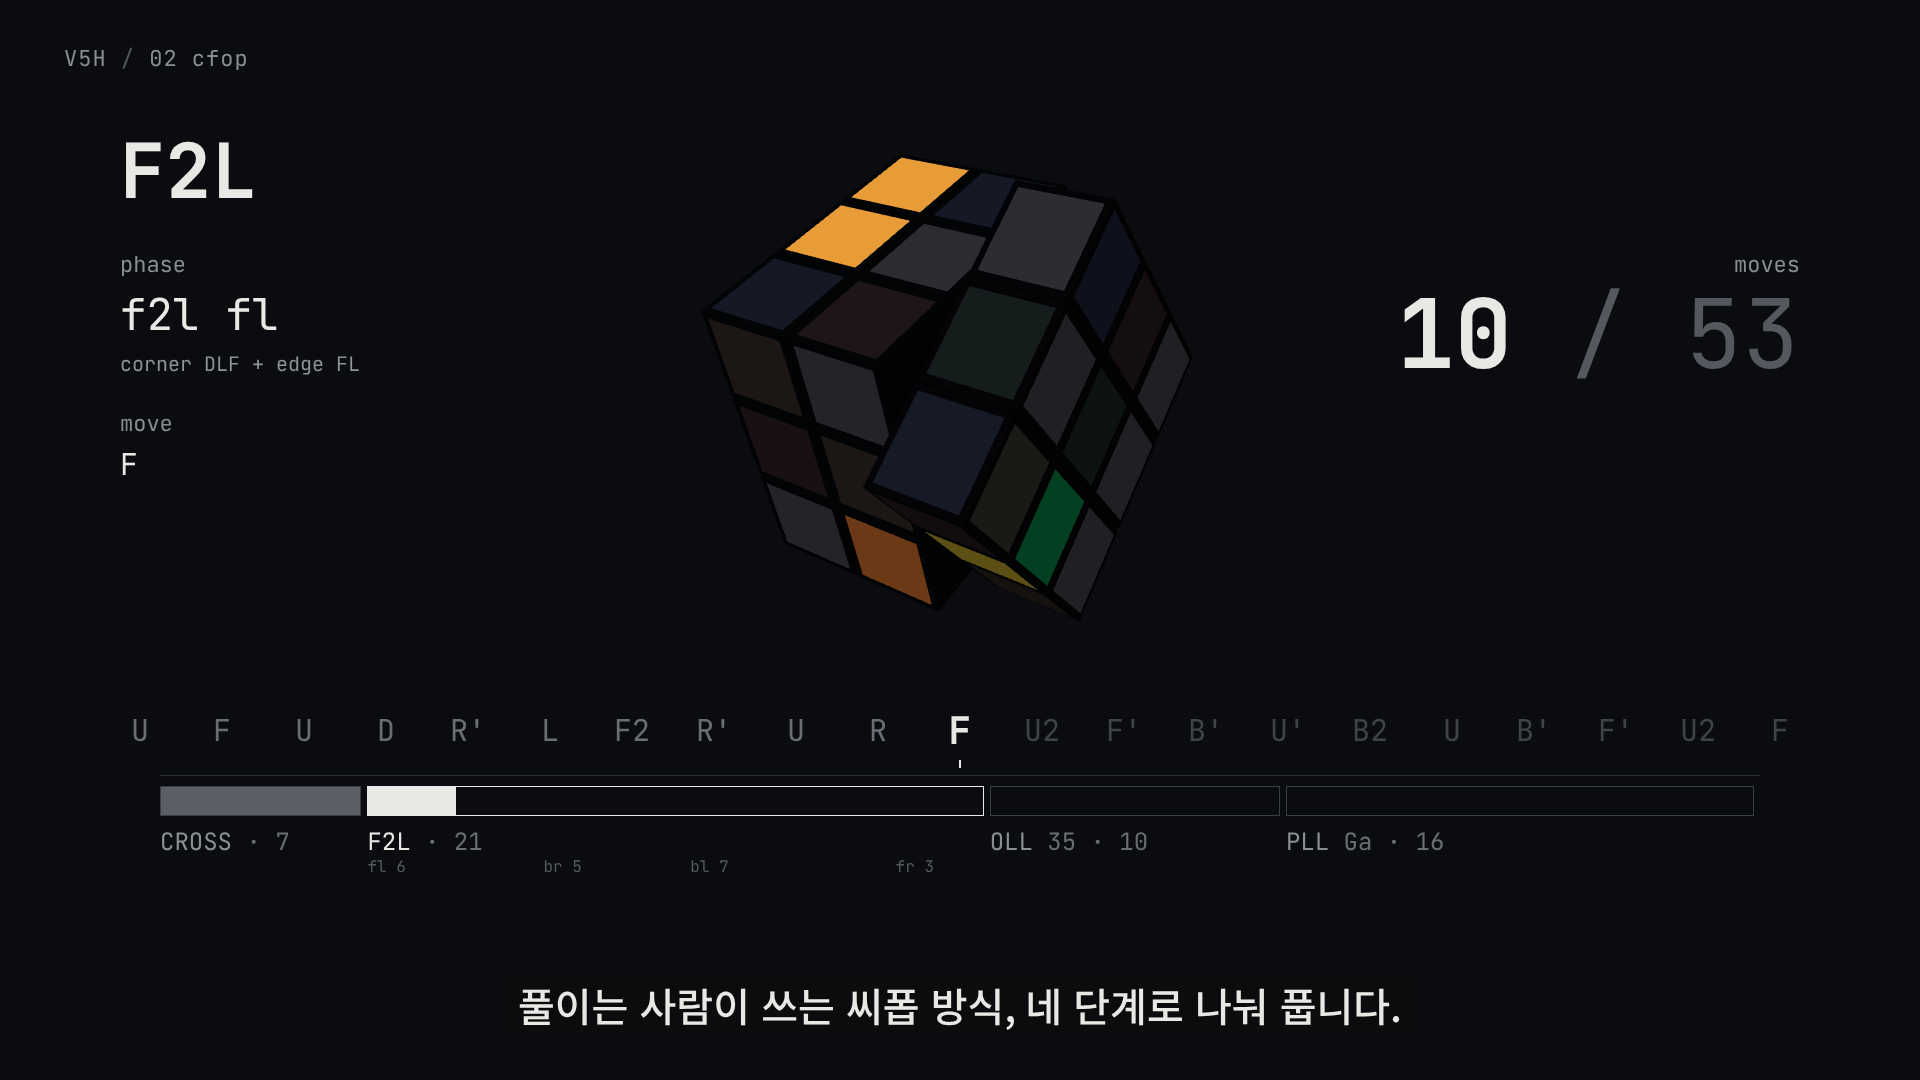 V5H / 02 cfop
F2L
phase
f2l fl
corner DLF + edge FL
move
F
moves
10 / 53
U F U D R' L F2 R' U R F U2 F' B' U' B2 U B' F' U2 F
CROSS · 7 F2L · 21 OLL 35 · 10 PLL Ga · 16
fl 6 br 5 bl 7 fr 3
풀이는 사람이 쓰는 씨폽 방식, 네 단계로 나눠 풉니다.